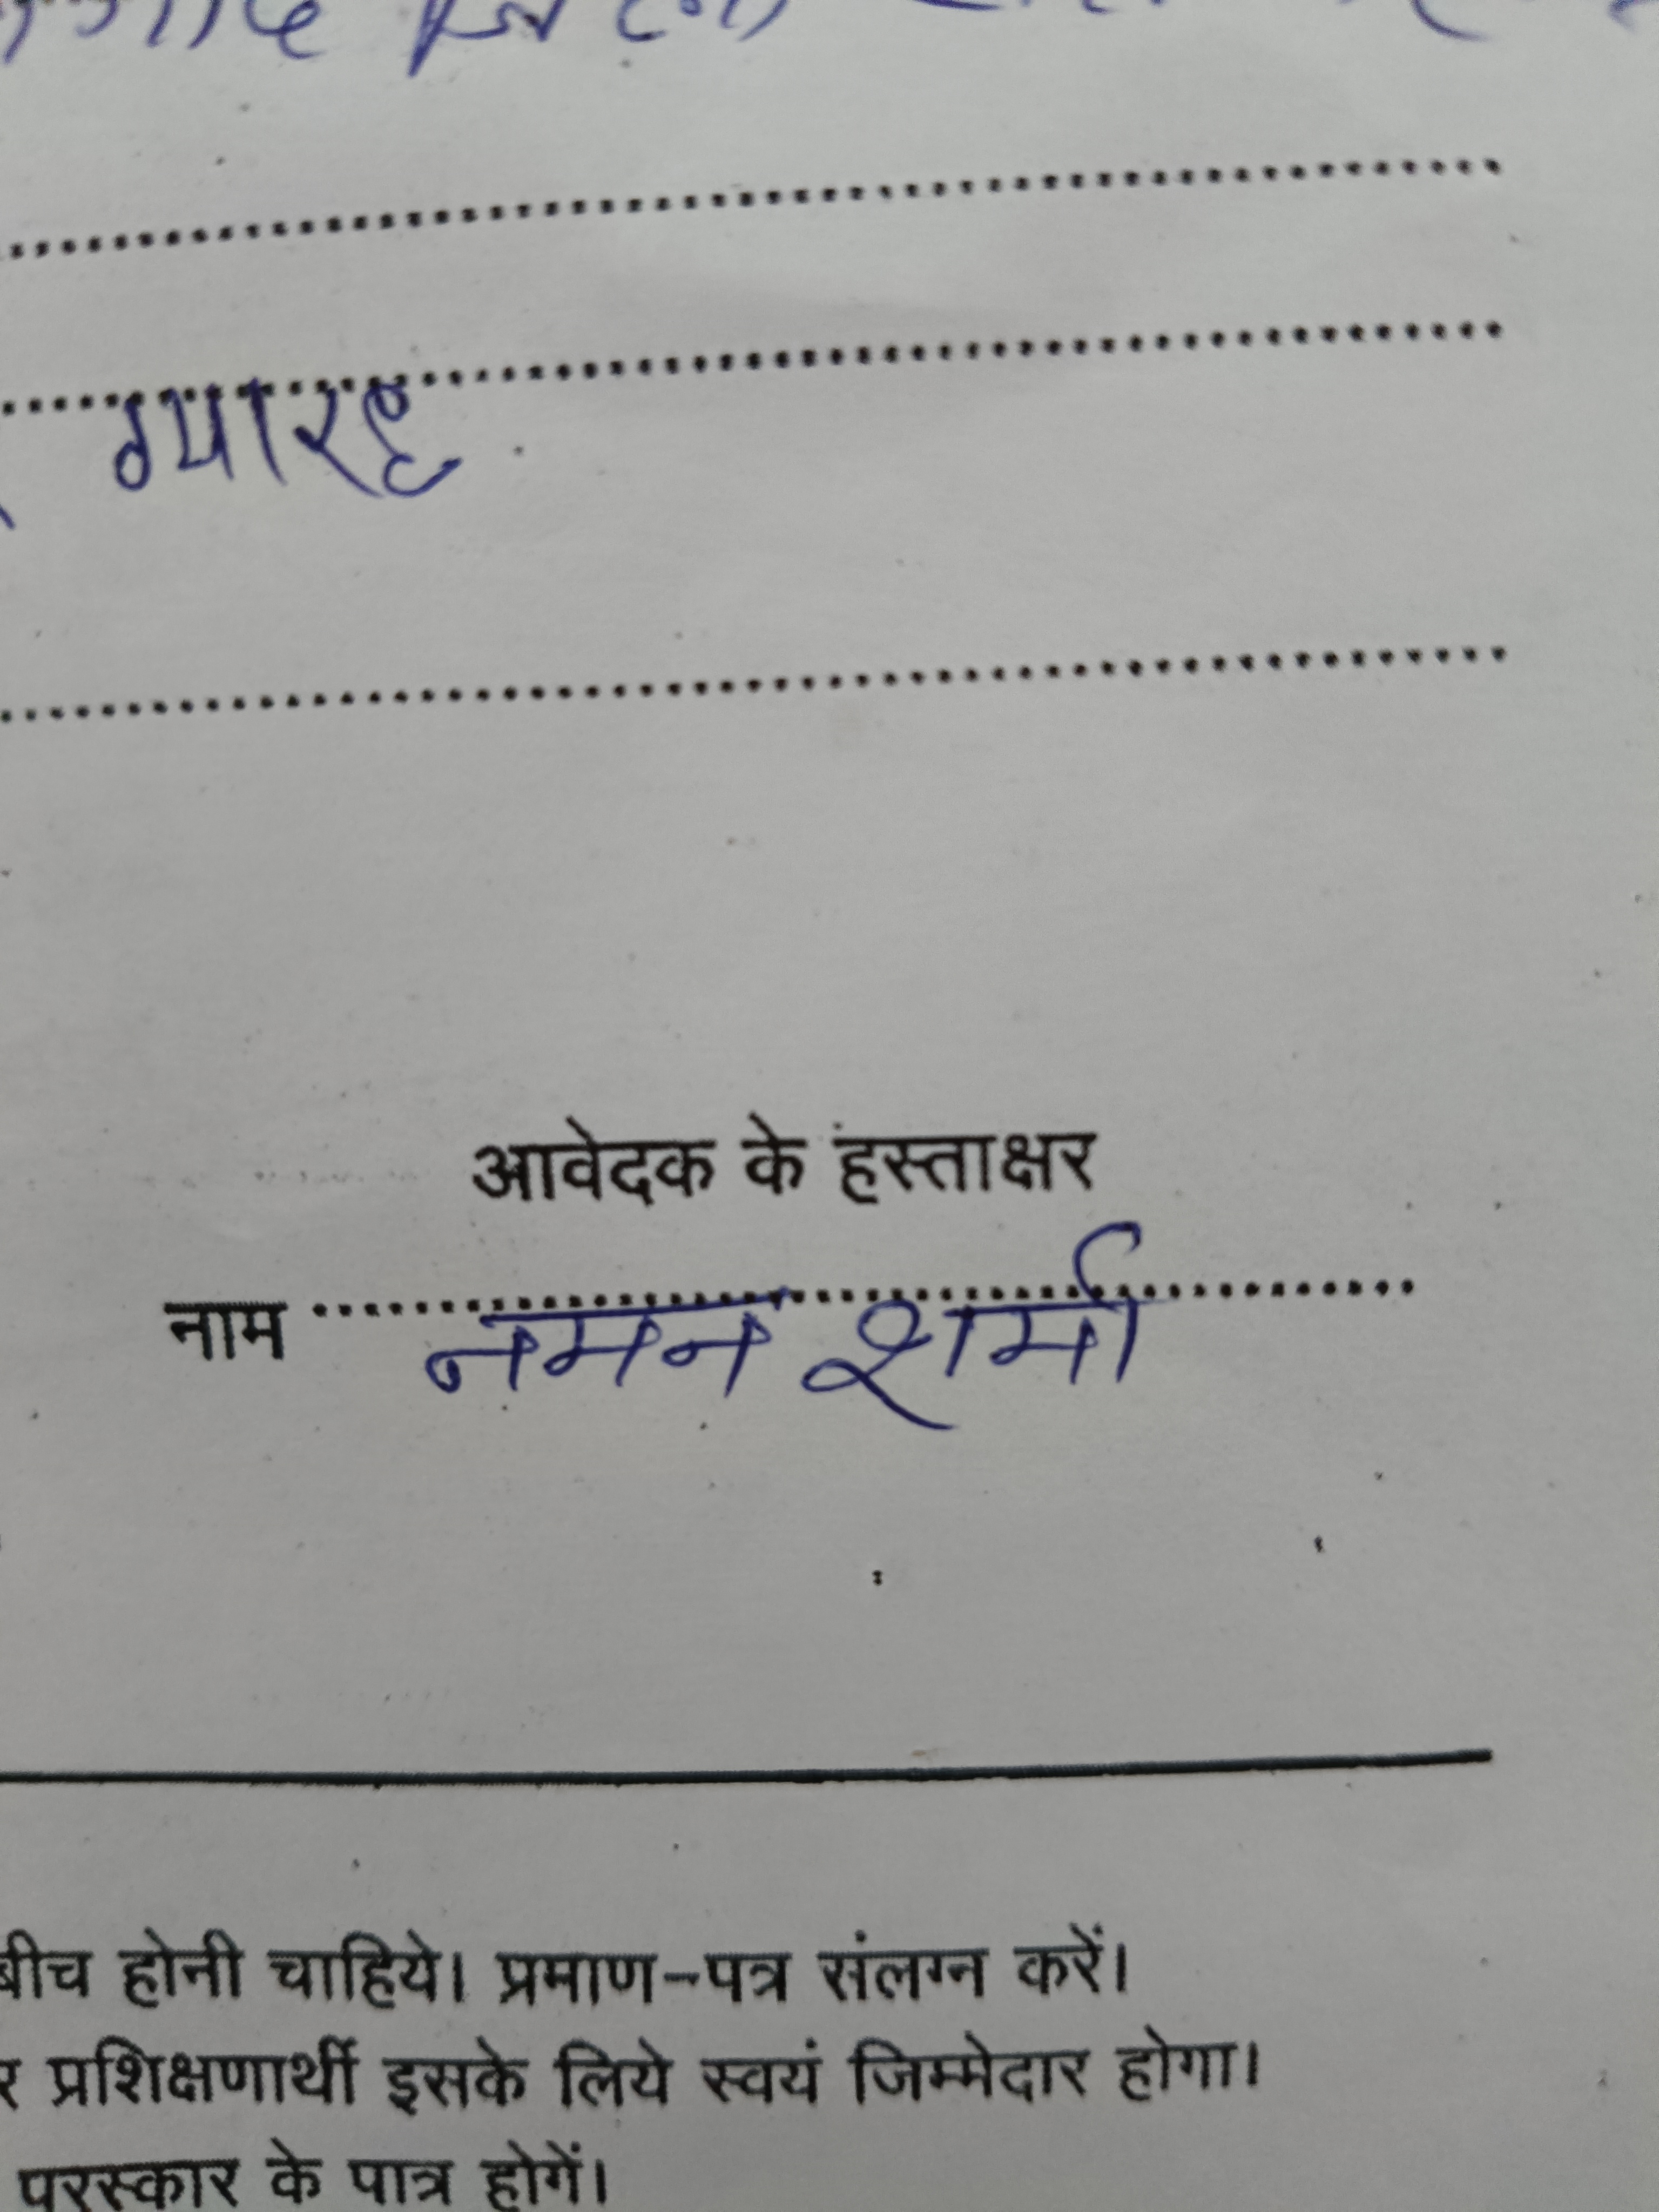 ग्यारह
आवेदक के हस्ताक्षर
नाम ........ नमन शर्मा
बीच होनी चाहिये। प्रमाण-पत्र संलग्न करें।
र प्रशिक्षणार्थी इसके लिये स्वयं जिम्मेदार होगा।
पुरस्कार के पात्र होगें।